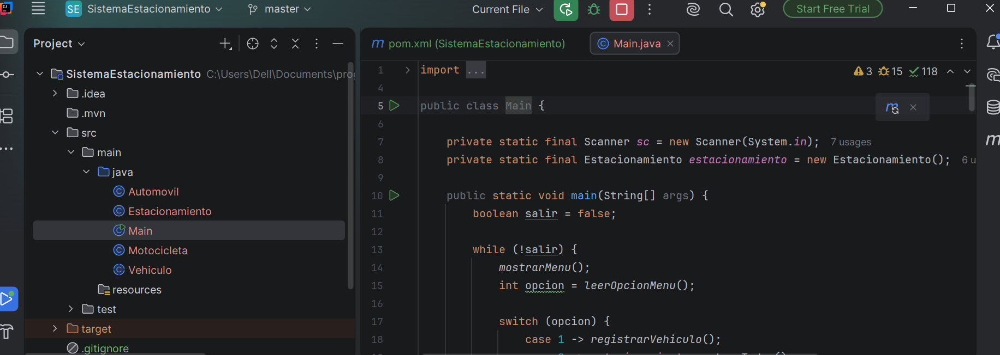 SE SistemaEstacionamiento master Current File Start Free Trial
Project
pom.xml (SistemaEstacionamiento) Main.java
SistemaEstacionamiento C:\Users\Dell\Documents\pro
.idea
.mvn
src
main
java
Automovil
Estacionamiento
Main
Motocicleta
Vehiculo
resources
test
target
.gitignore
1 import ... 3 15 118
4
5 public class Main {
6
7 private static final Scanner sc = new Scanner(System.in); 7 usages
8 private static final Estacionamiento estacionamiento = new Estacionamiento(); 6 u
9
10 public static void main(String[] args) {
11 boolean salir = false;
12
13 while (!salir) {
14 mostrarMenu();
15 int opcion = leerOpcionMenu();
16
17 switch (opcion) {
18 case 1 -> registrarVehiculo();